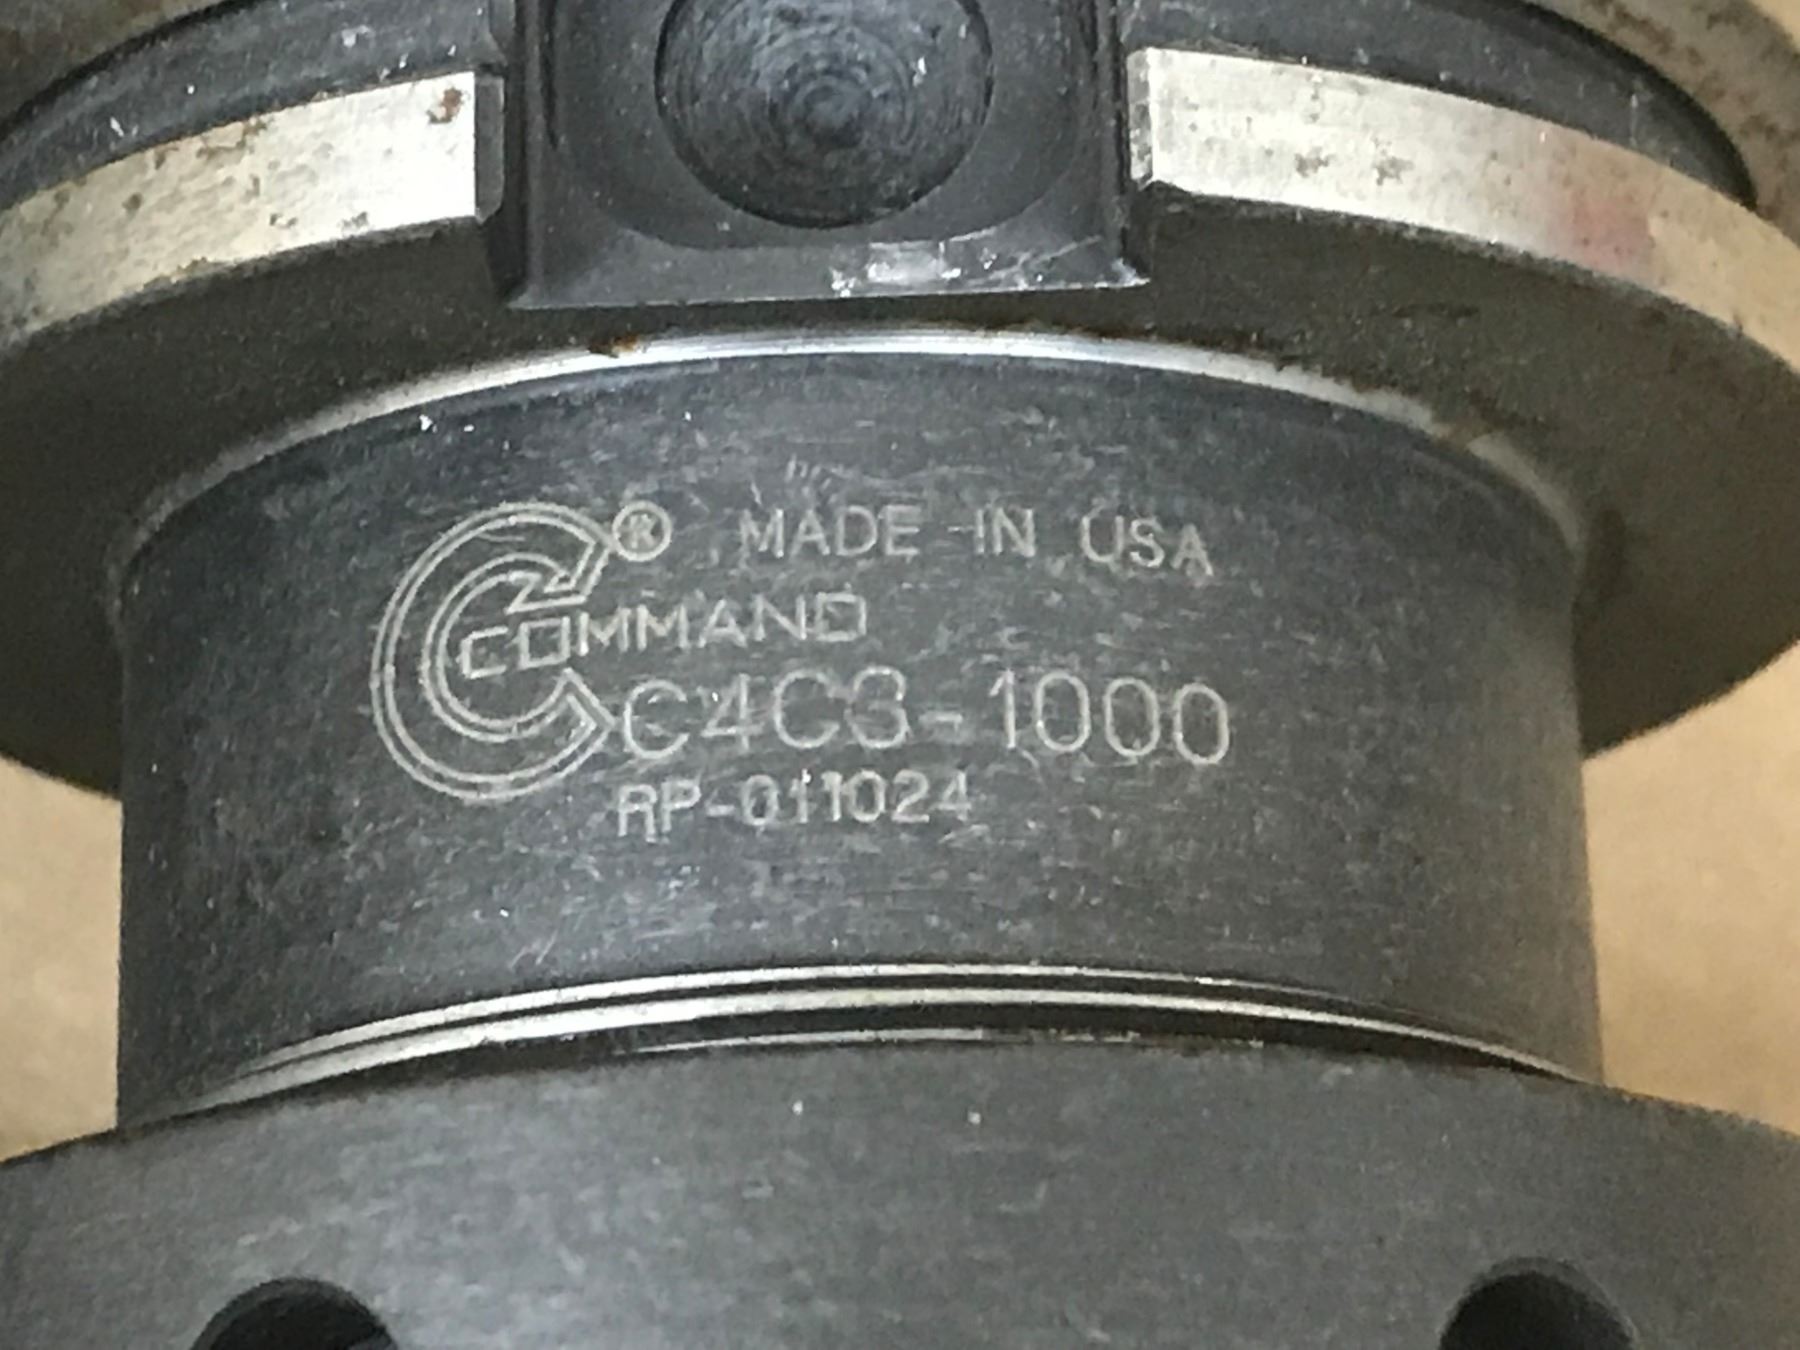 ® MADE IN USA
COMMAND
C4C3-1000
RP-011024